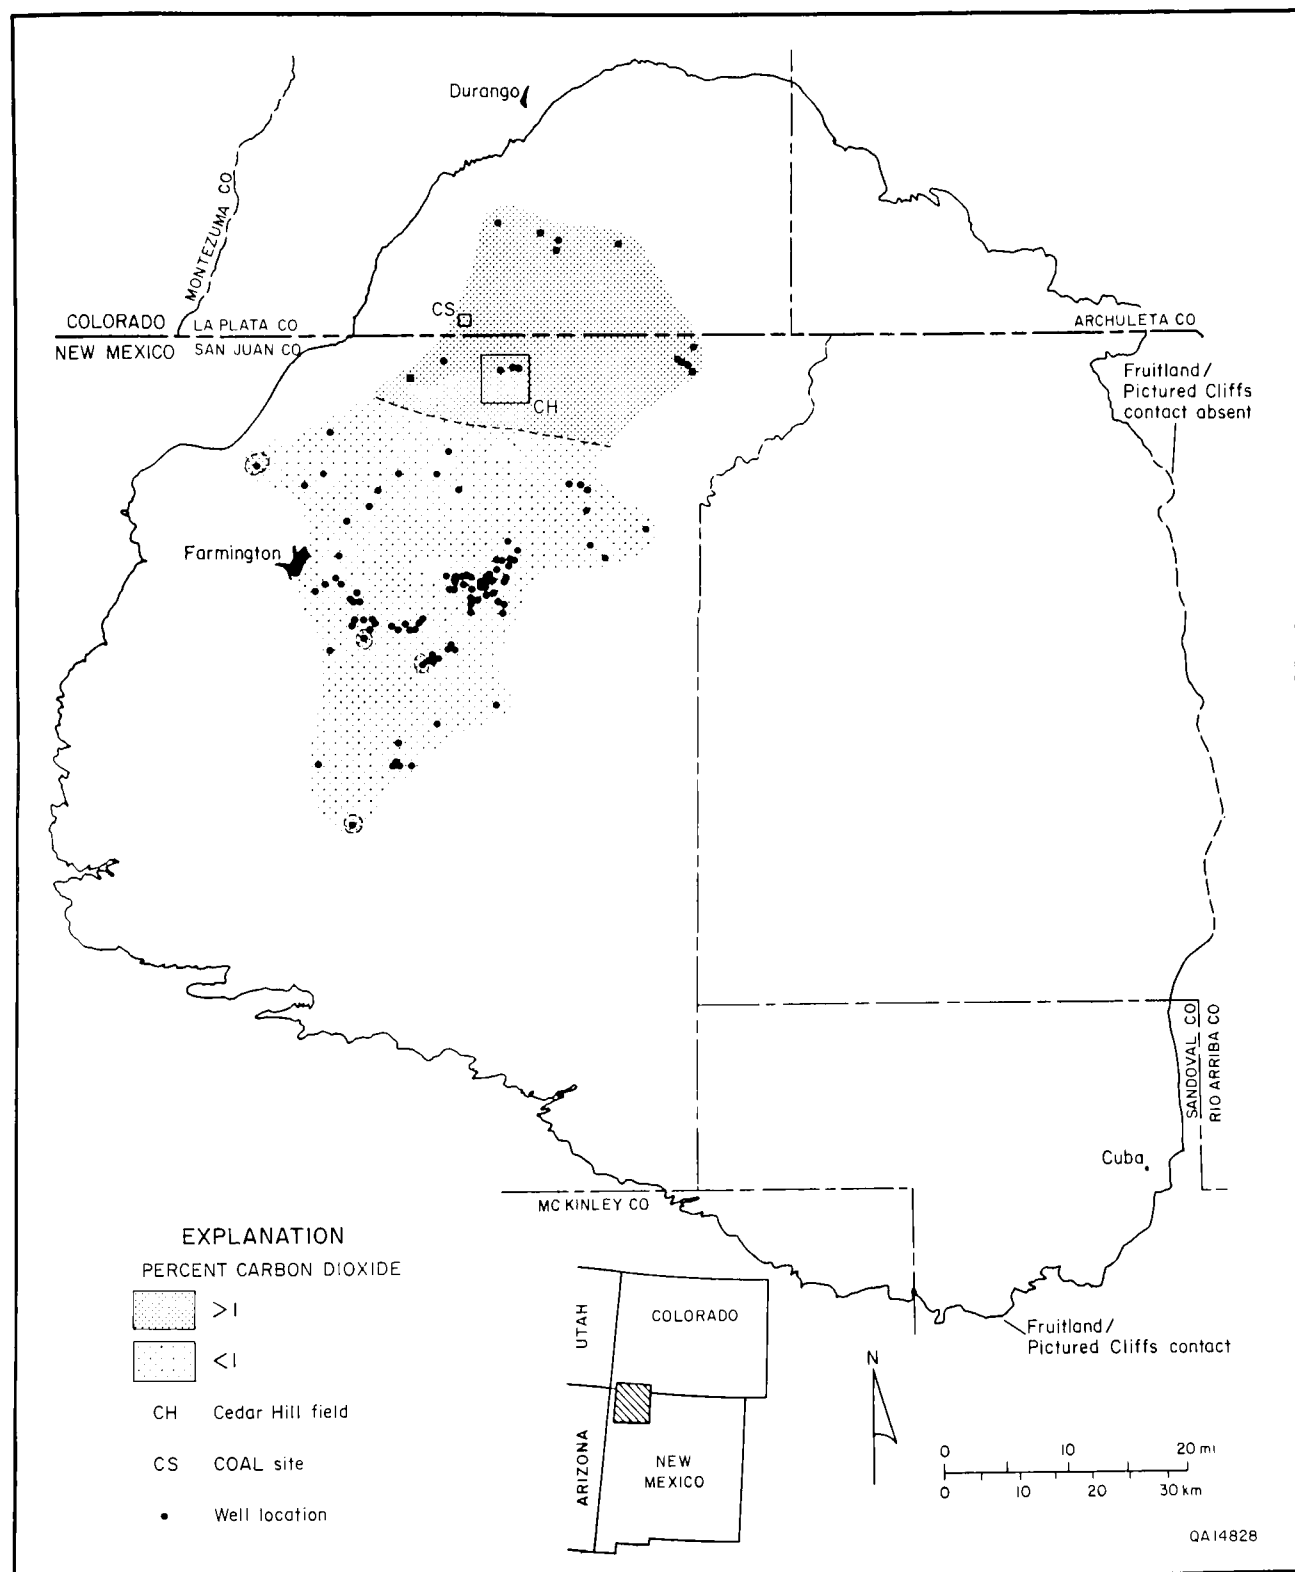 Durango
MONTEZUMA CO
CS
COLORADO
LA PLATA CO
ARCHULETA CO
NEW MEXICO
SAN JUAN CO
Fruitland/
Pictured Cliffs
contact absent
CH
Farmington
SANDOVAL CO
RIO ARRIBA CO
Cuba
MC KINLEY CO
EXPLANATION
PERCENT CARBON DIOXIDE
>1
<1
CH Cedar Hill field
CS COAL site
Well location
UTAH
COLORADO
ARIZONA
NEW
MEXICO
Fruitland/
Pictured Cliffs contact
N
0 10 20 mi
0 10 20 30 km
QA14828